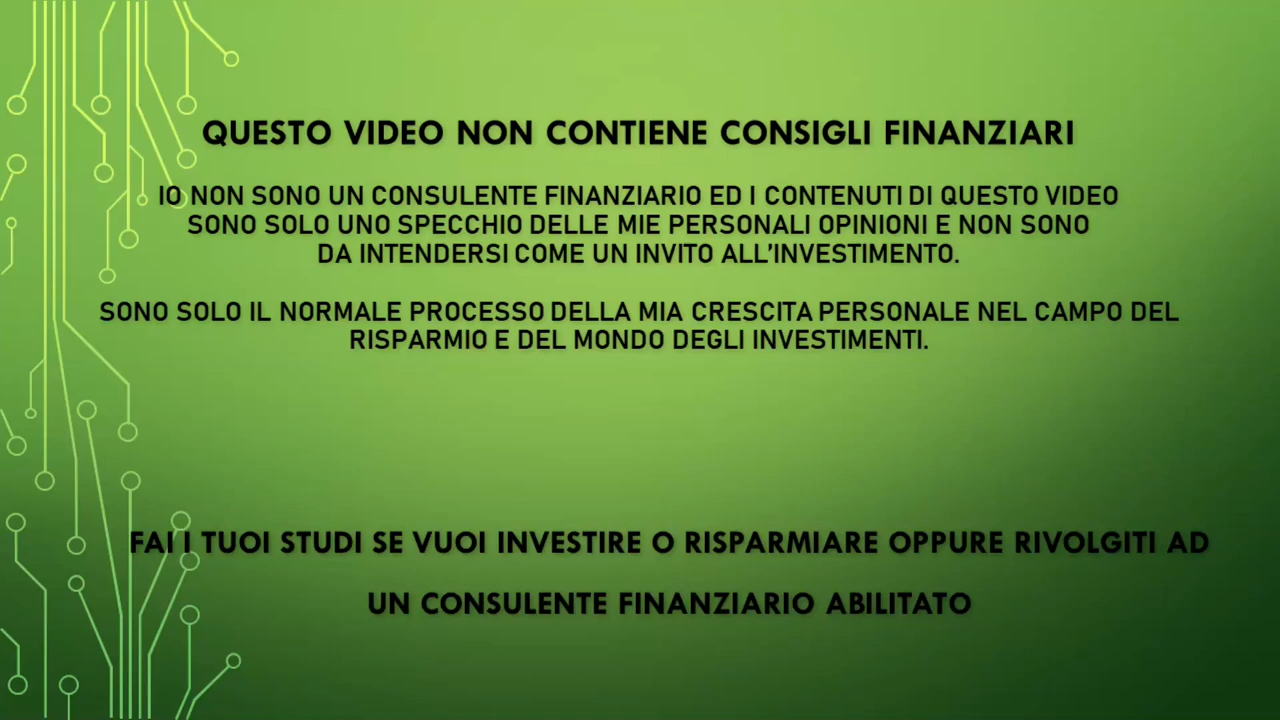 QUESTO VIDEO NON CONTIENE CONSIGLI FINANZIARI
IO NON SONO UN CONSULENTE FINANZIARIO ED I CONTENUTI DI QUESTO VIDEO
SONO SOLO UNO SPECCHIO DELLE MIE PERSONALI OPINIONI E NON SONO
DA INTENDERSI COME UN INVITO ALL'INVESTIMENTO.
SONO SOLO IL NORMALE PROCESSO DELLA MIA CRESCITA PERSONALE NEL CAMPO DEL
RISPARMIO E DEL MONDO DEGLI INVESTIMENTI.
FAI I TUOI STUDI SE VUOI INVESTIRE O RISPARMIARE OPPURE RIVOLGITI AD
UN CONSULENTE FINANZIARIO ABILITATO